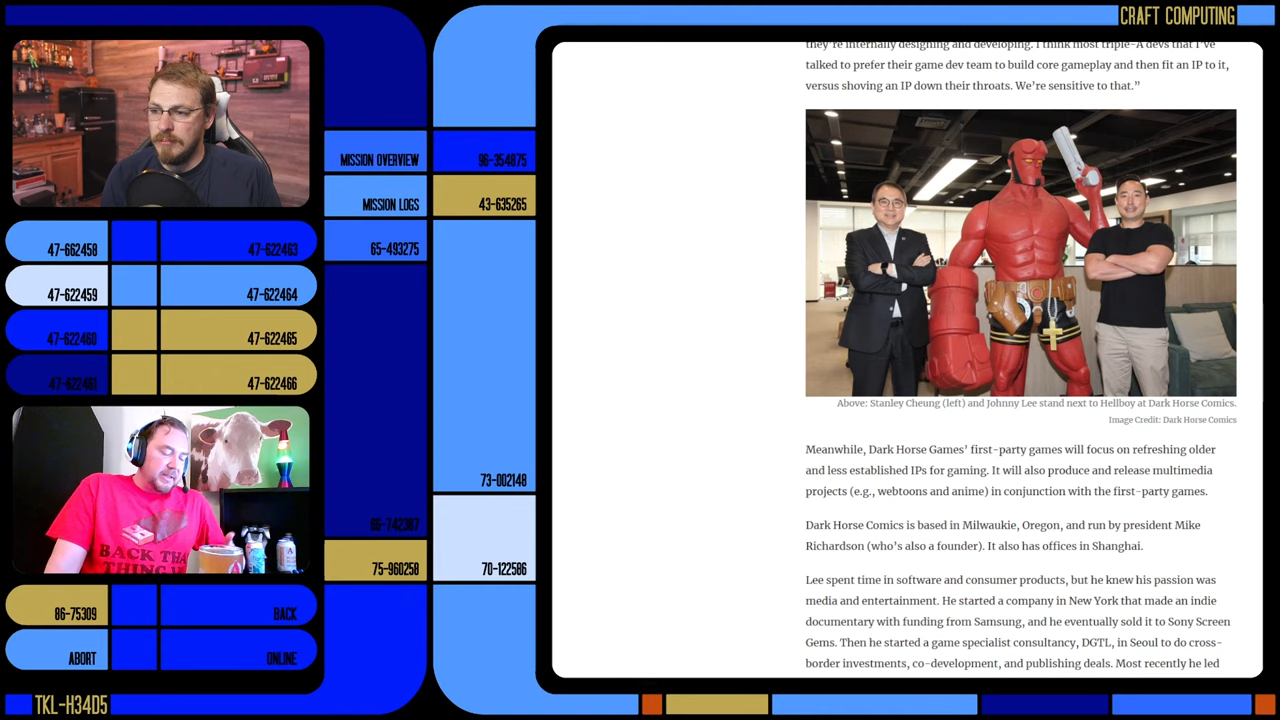 CRAFT COMPUTING
MISSION OVERVIEW
96-354875
MISSION LOGS
43-635265
47-662458
47-622463
65-493275
47-622459
47-622464
47-622460
47-622465
47-622461
47-622466
73-002148
75-960258
70-122586
86-75309
BACK
ABORT
ONLINE
TKL-H34D5
BACK THA
THING
they're internally designing and developing. I think most triple-A devs that I've
talked to prefer their game dev team to build core gameplay and then fit an IP to it,
versus shoving an IP down their throats. We're sensitive to that.”
Above: Stanley Cheung (left) and Johnny Lee stand next to Hellboy at Dark Horse Comics.
Image Credit: Dark Horse Comics
Meanwhile, Dark Horse Games' first-party games will focus on refreshing older
and less established IPs for gaming. It will also produce and release multimedia
projects (e.g., webtoons and anime) in conjunction with the first-party games.
Dark Horse Comics is based in Milwaukie, Oregon, and run by president Mike
Richardson (who's also a founder). It also has offices in Shanghai.
Lee spent time in software and consumer products, but he knew his passion was
media and entertainment. He started a company in New York that made an indie
documentary with funding from Samsung, and he eventually sold it to Sony Screen
Gems. Then he started a game specialist consultancy, DGTL, in Seoul to do cross-
border investments, co-development, and publishing deals. Most recently he led